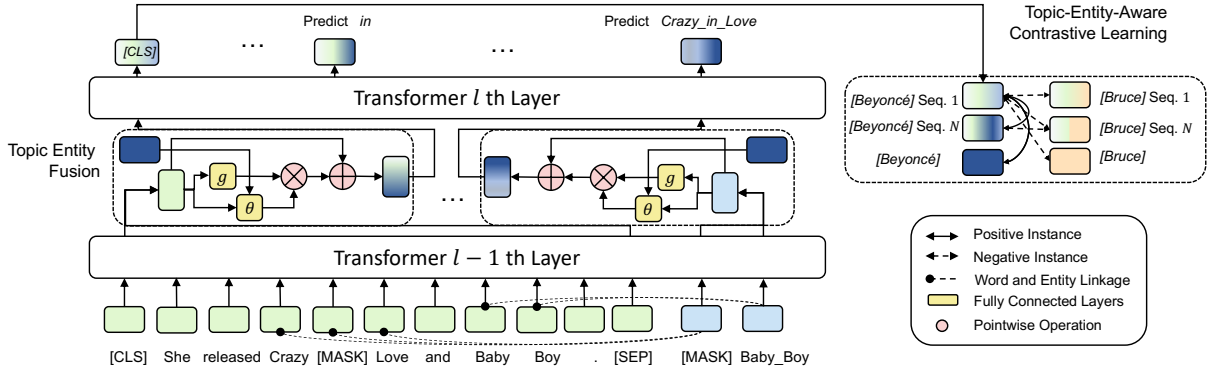 Predict in
Predict Crazy_in_Love
Topic-Entity-Aware
Contrastive Learning
[CLS]
...
...
Transformer l th Layer
[Beyoncé] Seq. 1
[Bruce] Seq. 1
[Beyoncé] Seq. N
[Bruce] Seq. N
[Beyoncé]
[Bruce]
Topic Entity
Fusion
g
θ
...
g
θ
Transformer l − 1 th Layer
Positive Instance
Negative Instance
Word and Entity Linkage
Fully Connected Layers
Pointwise Operation
[CLS] She released Crazy [MASK] Love and Baby Boy . [SEP] [MASK] Baby_Boy